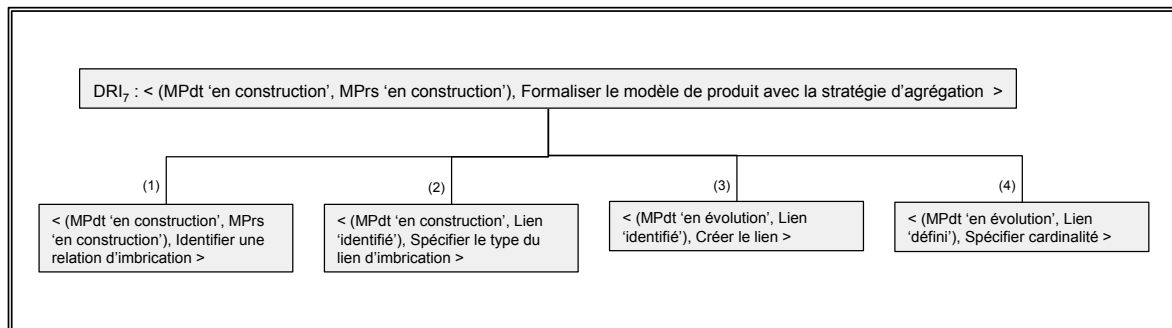 DRI7 : < (MPdt ‘en construction’, MPrs ‘en construction’), Formaliser le modèle de produit avec la stratégie d’agrégation >
(1)
(2)
(3)
(4)
< (MPdt ‘en construction’, MPrs
‘en construction’), Identifier une
relation d’imbrication >
< (MPdt ‘en construction’, Lien
‘identifié’), Spécifier le type du
lien d’imbrication >
< (MPdt ‘en évolution’, Lien
‘identifié’), Créer le lien >
< (MPdt ‘en évolution’, Lien
‘défini’), Spécifier cardinalité >